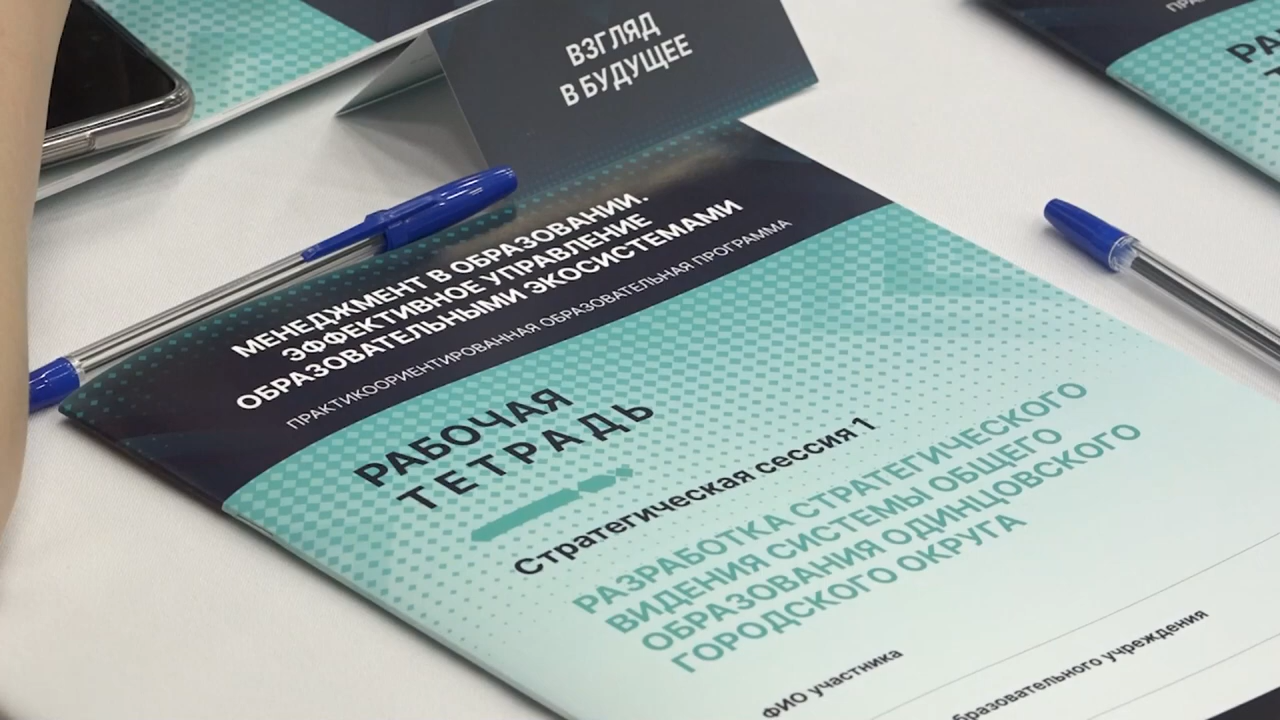 ВЗГЛЯД
В БУДУЩЕЕ
МЕНЕДЖМЕНТ В ОБРАЗОВАНИИ.
ЭФФЕКТИВНОЕ УПРАВЛЕНИЕ
ОБРАЗОВАТЕЛЬНЫМИ ЭКОСИСТЕМАМИ
ПРАКТИКООРИЕНТИРОВАННАЯ ОБРАЗОВАТЕЛЬНАЯ ПРОГРАММА
РАБОЧАЯ
ТЕТРАДЬ
Стратегическая сессия 1
РАЗРАБОТКА СТРАТЕГИЧЕСКОГО
ВИДЕНИЯ СИСТЕМЫ ОБЩЕГО
ОБРАЗОВАНИЯ ОДИНЦОВСКОГО
ГОРОДСКОГО ОКРУГА
ФИО участника
бразовательного учреждения